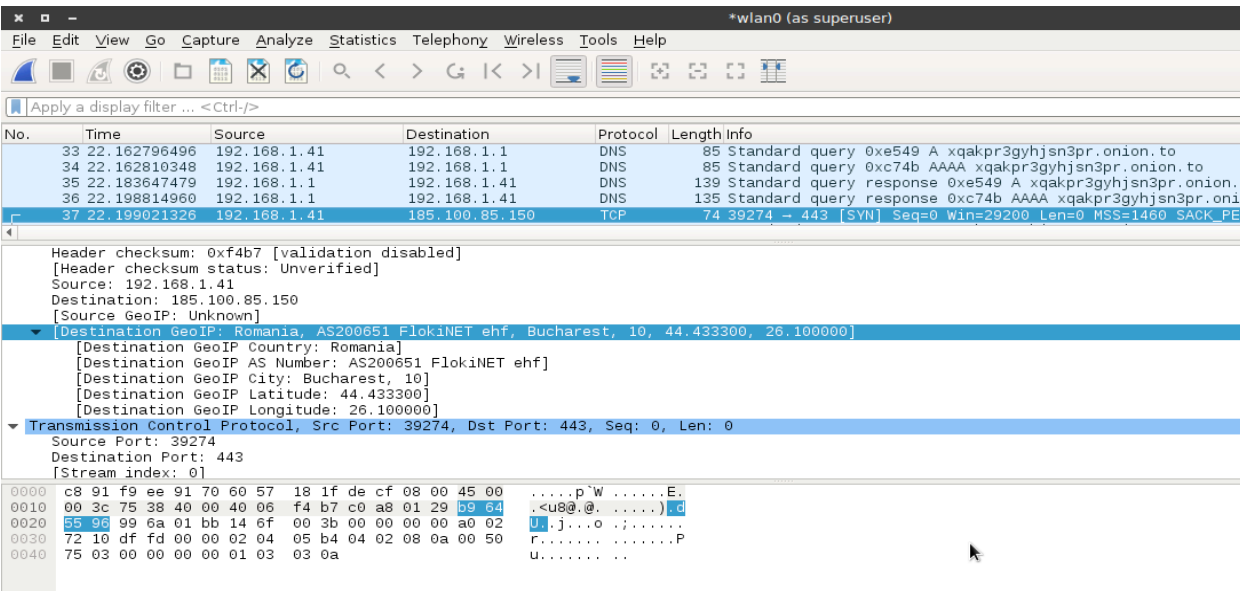 *wlan0 (as superuser)
File Edit View Go Capture Analyze Statistics Telephony Wireless Tools Help
Apply a display filter ... <Ctrl-/>
No. Time Source Destination Protocol Length Info
33 22.162796496 192.168.1.41 192.168.1.1 DNS 85 Standard query 0xe549 A xqakpr3gyhjsn3pr.onion.to
34 22.162810348 192.168.1.41 192.168.1.1 DNS 85 Standard query 0xc74b AAAA xqakpr3gyhjsn3pr.onion.to
35 22.183647479 192.168.1.1 192.168.1.41 DNS 139 Standard query response 0xe549 A xqakpr3gyhjsn3pr.onion.
36 22.198814960 192.168.1.1 192.168.1.41 DNS 135 Standard query response 0xc74b AAAA xqakpr3gyhjsn3pr.oni
37 22.199021326 192.168.1.41 185.100.85.150 TCP 74 39274 → 443 [SYN] Seq=0 Win=29200 Len=0 MSS=1460 SACK_PE
Header checksum: 0xf4b7 [validation disabled]
[Header checksum status: Unverified]
Source: 192.168.1.41
Destination: 185.100.85.150
[Source GeoIP: Unknown]
[Destination GeoIP: Romania, AS200651 FlokiNET ehf, Bucharest, 10, 44.433300, 26.100000]
[Destination GeoIP Country: Romania]
[Destination GeoIP AS Number: AS200651 FlokiNET ehf]
[Destination GeoIP City: Bucharest, 10]
[Destination GeoIP Latitude: 44.433300]
[Destination GeoIP Longitude: 26.100000]
Transmission Control Protocol, Src Port: 39274, Dst Port: 443, Seq: 0, Len: 0
Source Port: 39274
Destination Port: 443
[Stream index: 0]
0000 c8 91 f9 ee 91 70 60 57 18 1f de cf 08 00 45 00 .....p`W ......E.
0010 00 3c 75 38 40 00 40 06 f4 b7 c0 a8 01 29 b9 64 .<u8@.@. .....).d
0020 55 96 99 6a 01 bb 14 6f 00 3b 00 00 00 00 a0 02 U..j...o .;......
0030 72 10 df fd 00 00 02 04 05 b4 04 02 08 0a 00 50 r....... .......P
0040 75 03 00 00 00 00 01 03 03 0a u....... ..